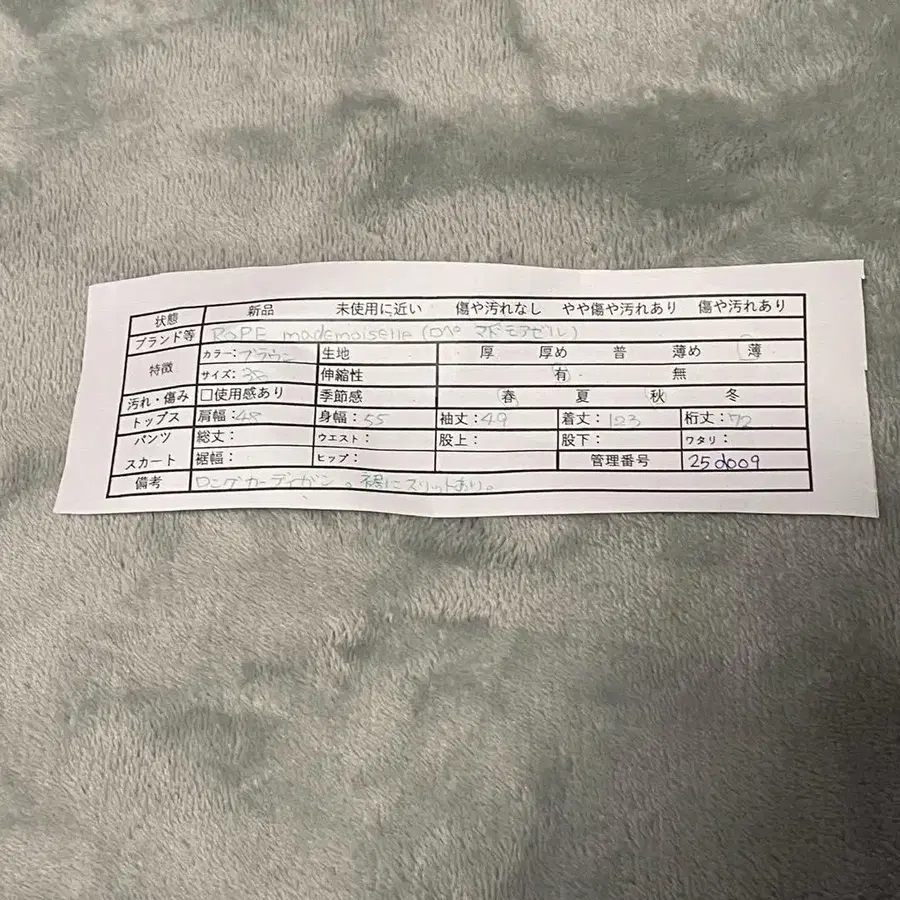 状態 新品 未使用に近い 傷や汚れなし やや傷や汚れあり 傷や汚れあり
ブランド等 ROPE mademoiselle (ロペ マドモアゼル)
特徴 カラー:ブラウン 生地 厚 厚め 普 薄め 薄
サイズ:38 伸縮性 有 無
汚れ・傷み □使用感あり 季節感 春 夏 秋 冬
トップス 肩幅:48 身幅:55 袖丈:49 着丈:123 裄丈:72
パンツ 総丈: ウエスト: 股上: 股下: ワタリ:
スカート 裾幅: ヒップ: 管理番号 25d009
備考 ロングカーディガン。裾にスリットあり。